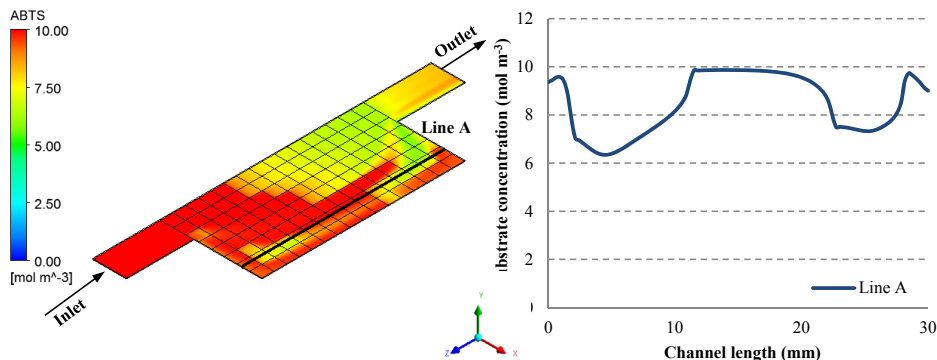 ABTS
10.00
7.50
5.00
2.50
0.00
[mol m^-3]
Inlet
Outlet
Line A
Y
Z
X
ıbstrate concentration (mol m⁻³)
12
10
8
6
4
2
0
0
10
20
30
Channel length (mm)
Line A